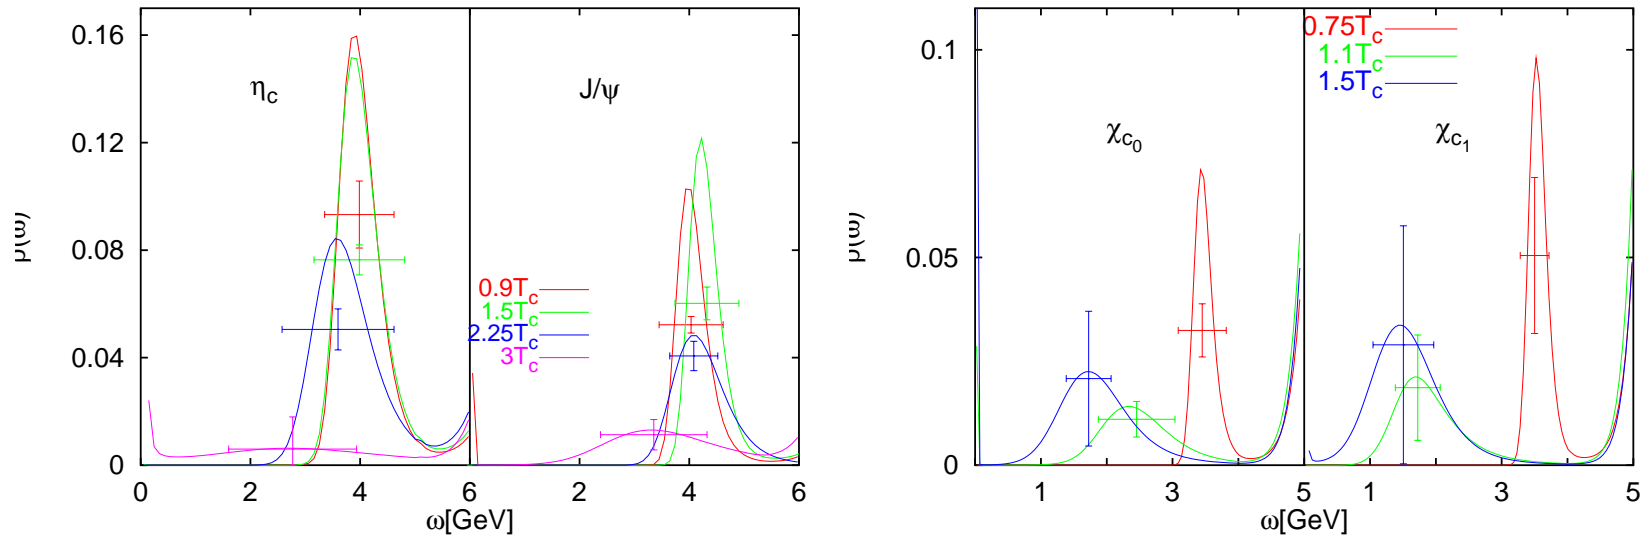 0.16
0.12
0.08
0.04
0
η_c
J/ψ
0.9T_c
1.5T_c
2.25T_c
3T_c
0 2 4 6 2 4 6
ω[GeV]
ρ(ω)
0.1
0.05
0
χ_c_0
χ_c_1
0.75T_c
1.1T_c
1.5T_c
1 3 5 1 3 5
ω[GeV]
ρ(ω)